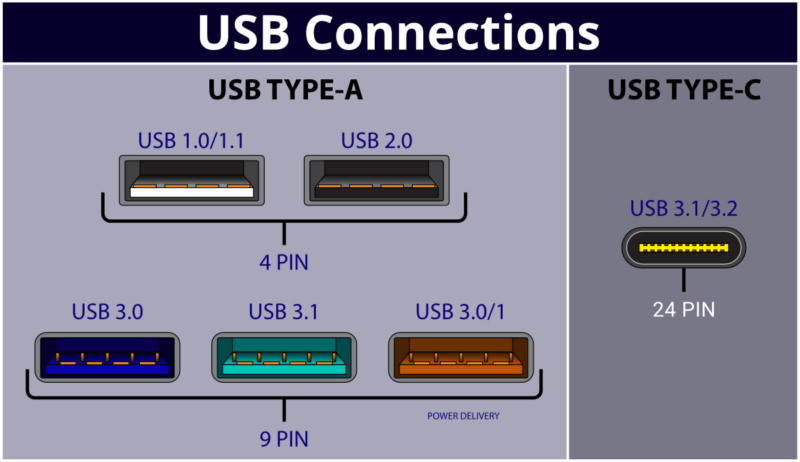 USB Connections
USB TYPE-A
USB 1.0/1.1
USB 2.0
4 PIN
USB 3.0
USB 3.1
USB 3.0/1
POWER DELIVERY
9 PIN
USB TYPE-C
USB 3.1/3.2
24 PIN